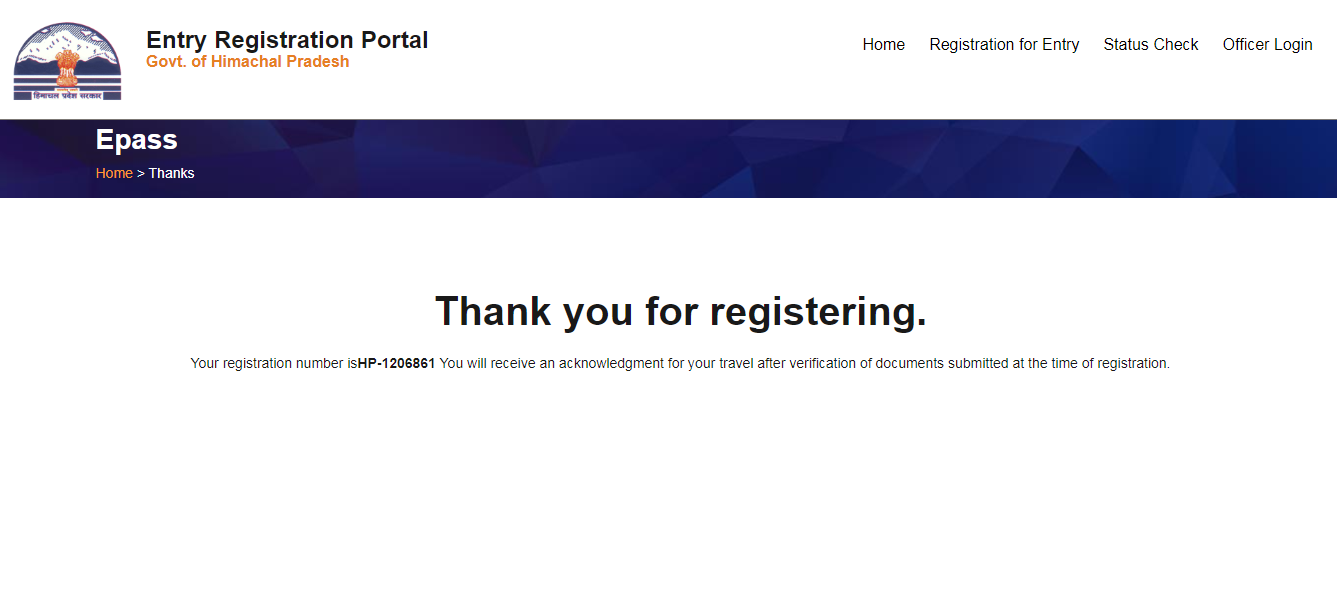 Entry Registration Portal
Govt. of Himachal Pradesh
Home Registration for Entry Status Check Officer Login
हिमाचल प्रदेश सरकार
Epass
Home > Thanks
Thank you for registering.
Your registration number isHP-1206861 You will receive an acknowledgment for your travel after verification of documents submitted at the time of registration.